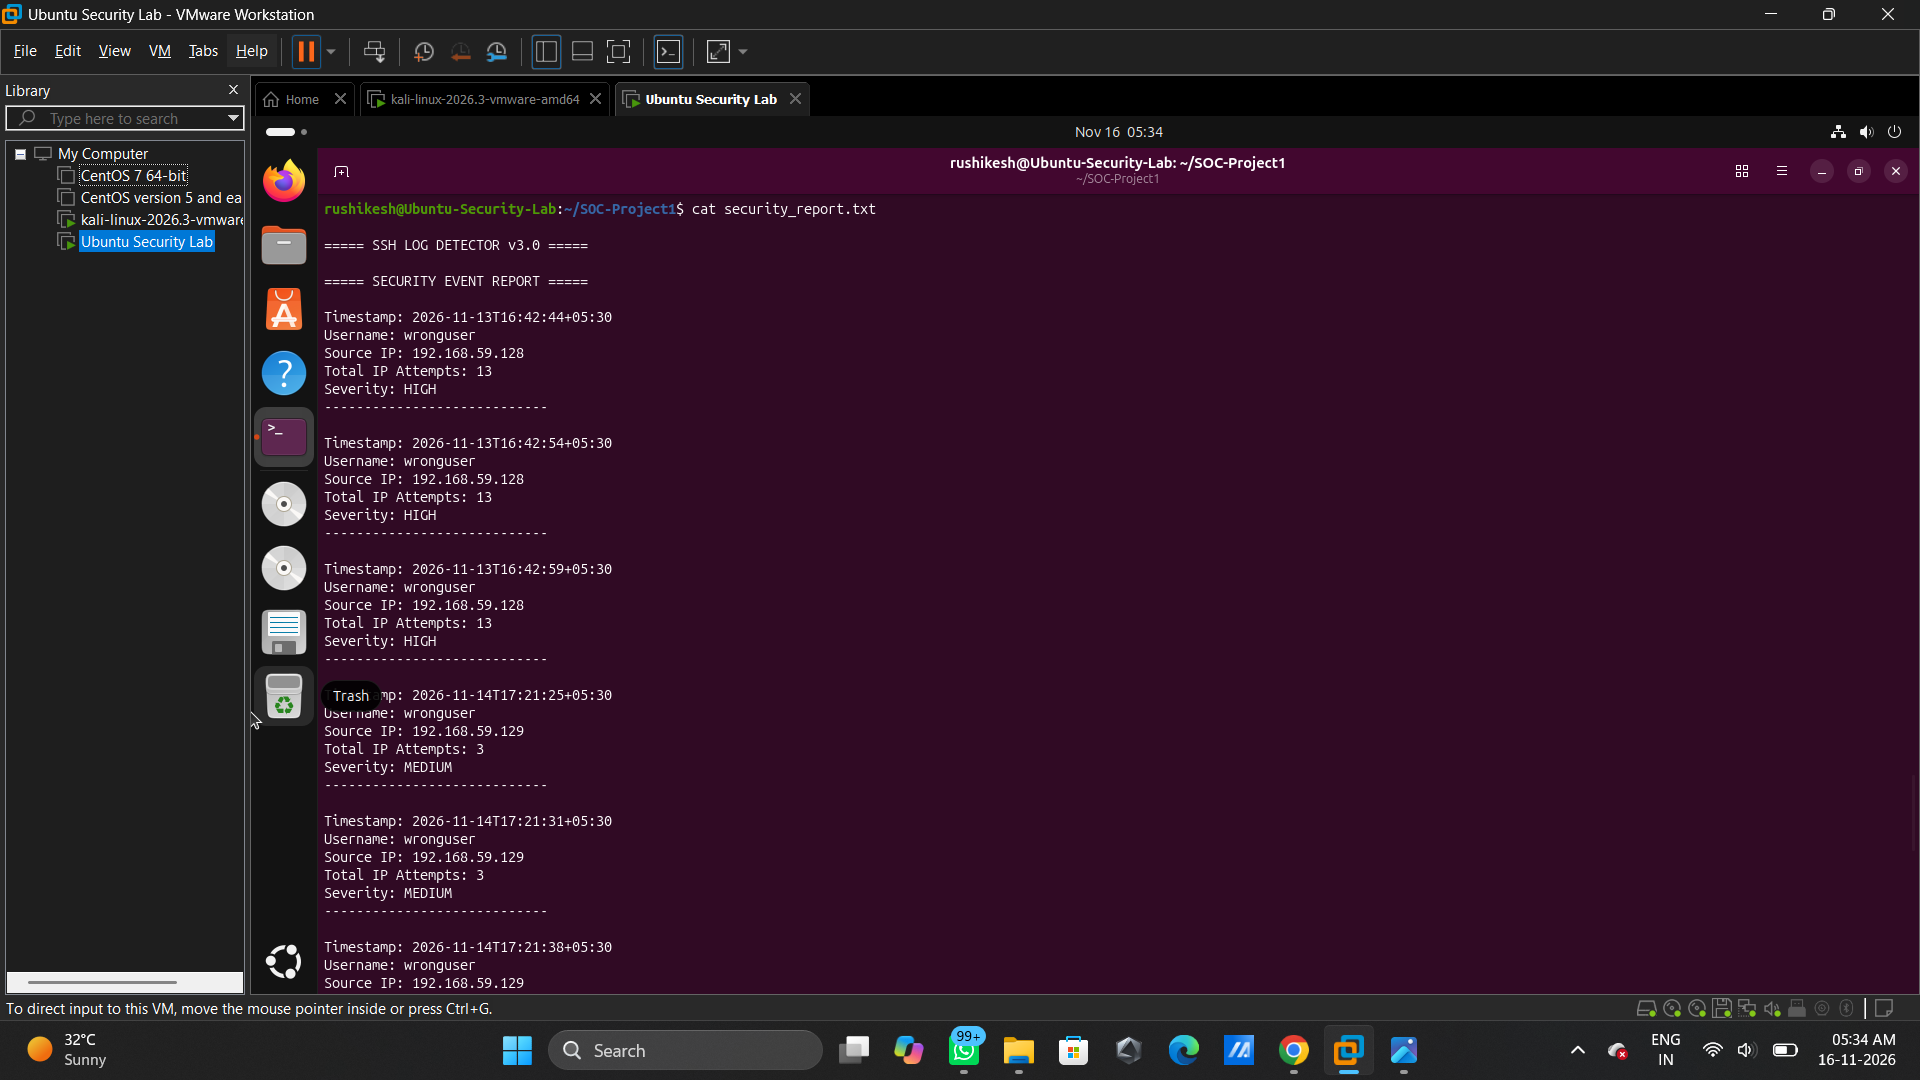 Ubuntu Security Lab - VMware Workstation
File Edit View VM Tabs Help
Library
Type here to search
My Computer
CentOS 7 64-bit
CentOS version 5 and ea
kali-linux-2026.3-vmware
Ubuntu Security Lab
Home
kali-linux-2026.3-vmware-amd64
Ubuntu Security Lab
Nov 16 05:34
rushikesh@Ubuntu-Security-Lab: ~/SOC-Project1
~/SOC-Project1
rushikesh@Ubuntu-Security-Lab:~/SOC-Project1$ cat security_report.txt
===== SSH LOG DETECTOR v3.0 =====
===== SECURITY EVENT REPORT =====
Timestamp: 2026-11-13T16:42:44+05:30
Username: wronguser
Source IP: 192.168.59.128
Total IP Attempts: 13
Severity: HIGH
----------------------------
Timestamp: 2026-11-13T16:42:54+05:30
Username: wronguser
Source IP: 192.168.59.128
Total IP Attempts: 13
Severity: HIGH
----------------------------
Timestamp: 2026-11-13T16:42:59+05:30
Username: wronguser
Source IP: 192.168.59.128
Total IP Attempts: 13
Severity: HIGH
----------------------------
Trash
mp: 2026-11-14T17:21:25+05:30
Username: wronguser
Source IP: 192.168.59.129
Total IP Attempts: 3
Severity: MEDIUM
----------------------------
Timestamp: 2026-11-14T17:21:31+05:30
Username: wronguser
Source IP: 192.168.59.129
Total IP Attempts: 3
Severity: MEDIUM
----------------------------
Timestamp: 2026-11-14T17:21:38+05:30
Username: wronguser
Source IP: 192.168.59.129
To direct input to this VM, move the mouse pointer inside or press Ctrl+G.
32°C
Sunny
Search
99+
ENG
IN
05:34 AM
16-11-2026